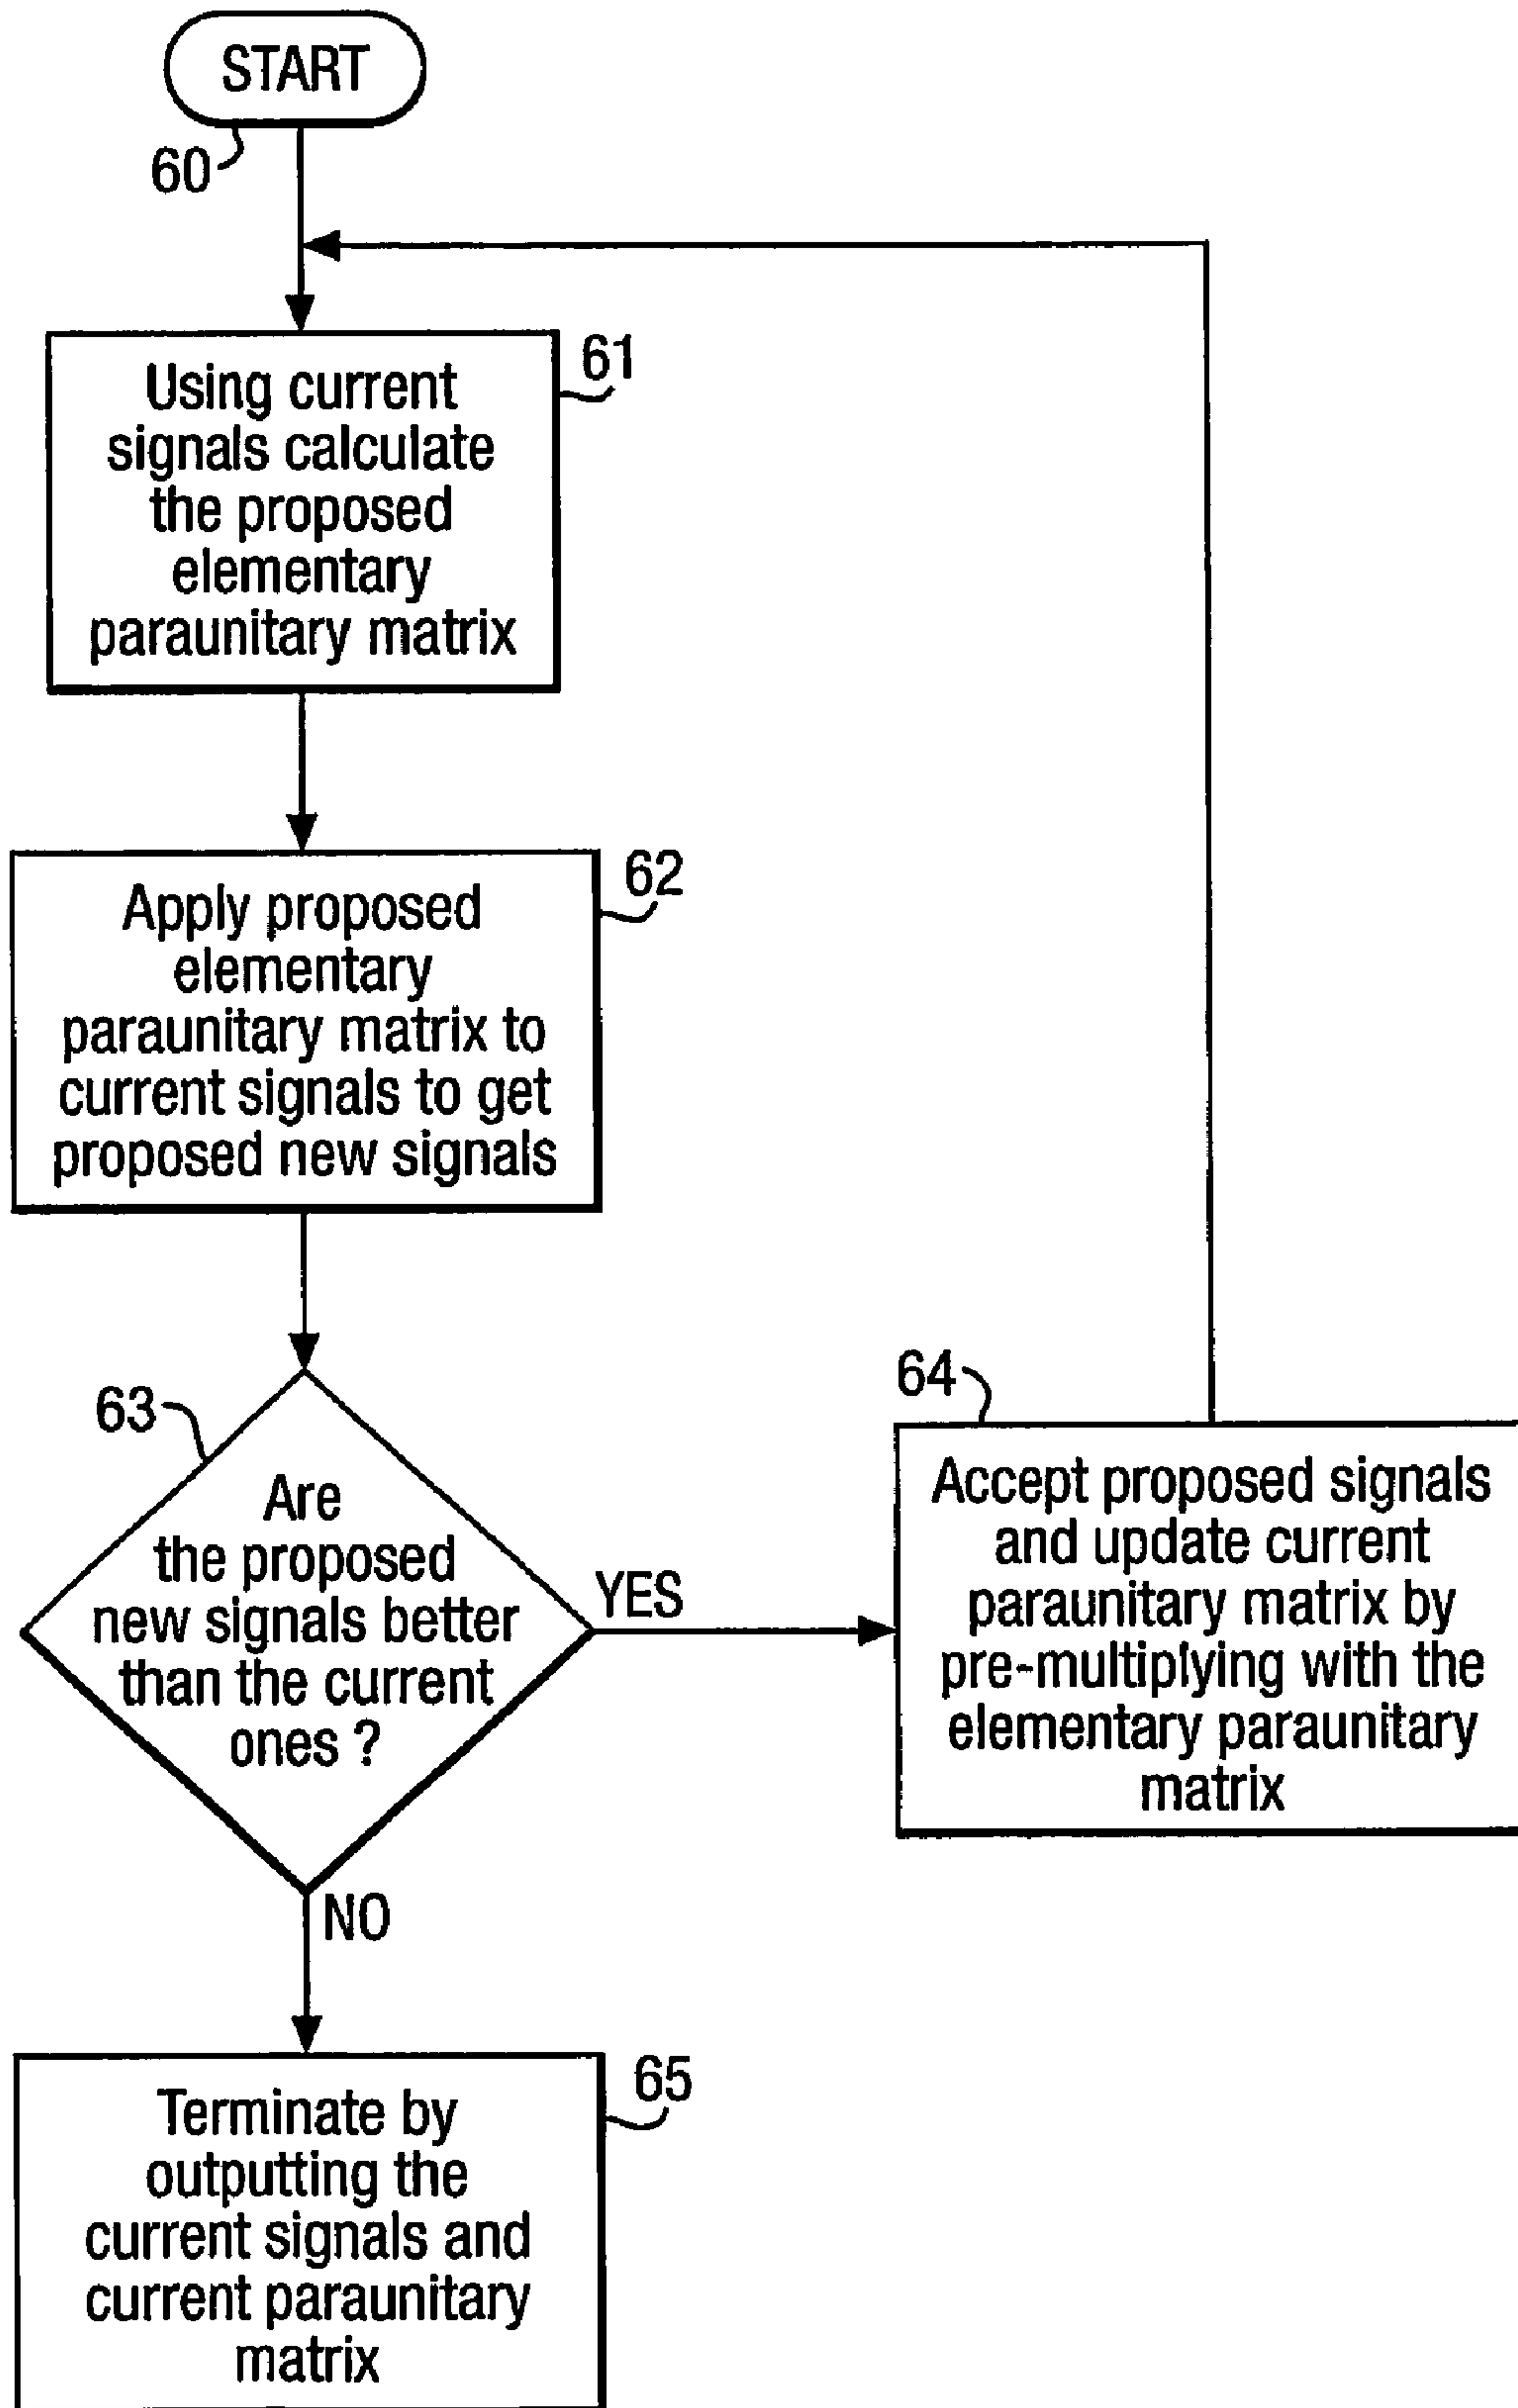 START
60
Using current
signals calculate
the proposed
elementary
paraunitary matrix
61
Apply proposed
elementary
paraunitary matrix to
current signals to get
proposed new signals
62
63
Are
the proposed
new signals better
than the current
ones ?
YES
64
Accept proposed signals
and update current
paraunitary matrix by
pre-multiplying with the
elementary paraunitary
matrix
NO
Terminate by
outputting the
current signals and
current paraunitary
matrix
65